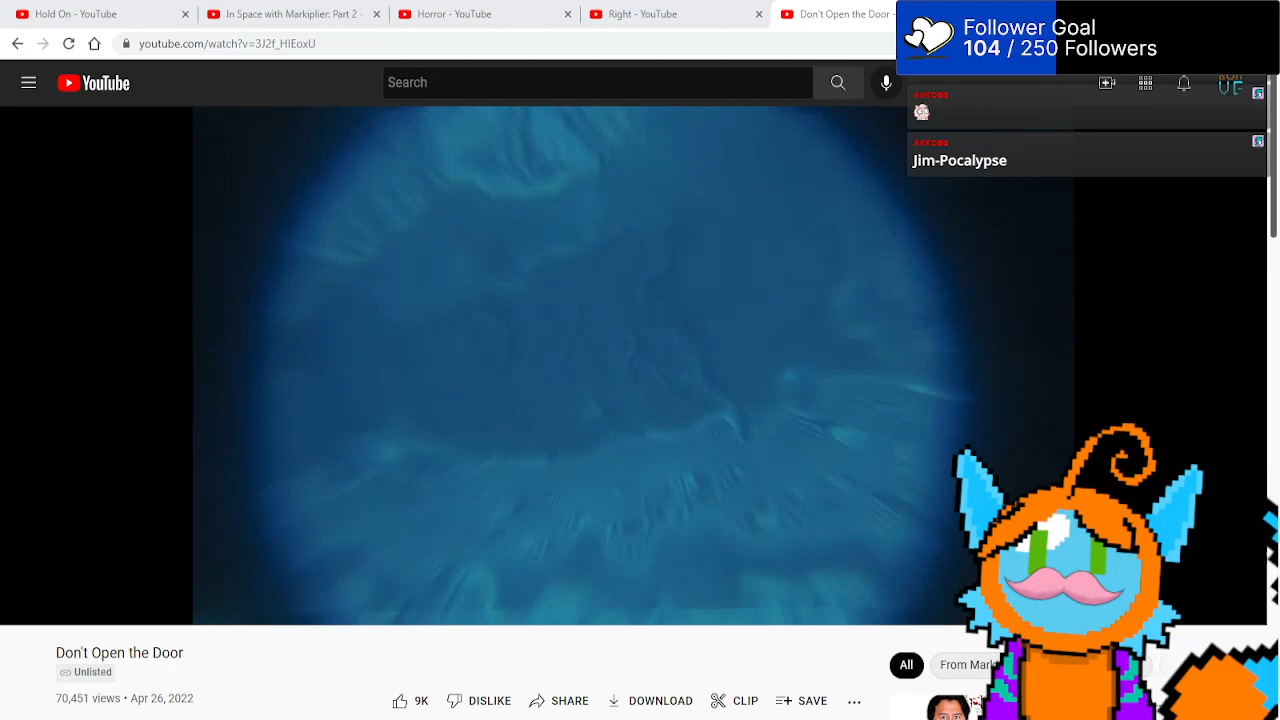 Hold On - YouTube
In Space with Markiplier: Part 2 -
Horror - YouTube
Right - YouTube
Don't Open the Door -
youtube.com/watch?v=3J2f_HIEoxU
Follower Goal
104 / 250 Followers
YouTube
Search
Jim-Pocalypse
Don't Open the Door
Unlisted
70,451 views • Apr 26, 2022
DISLIKE
SHARE
DOWNLOAD
CLIP
SAVE
All
From Mark